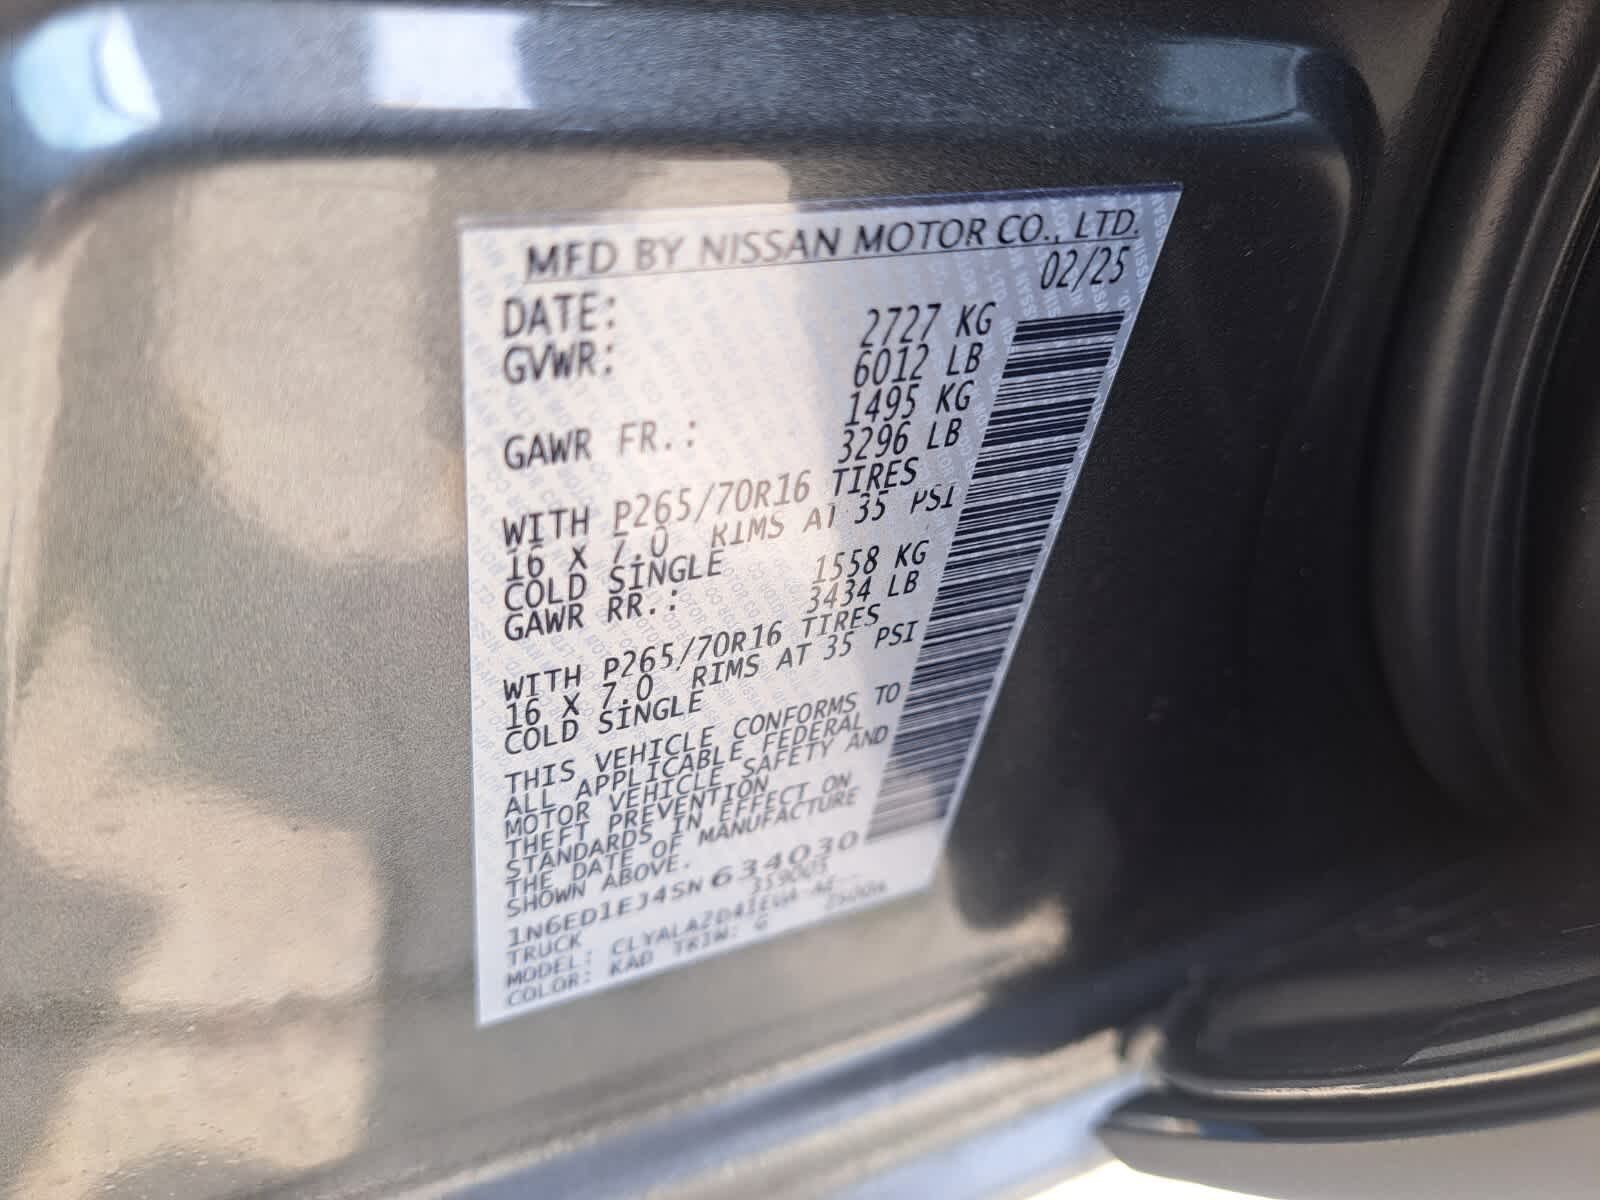 MFD BY NISSAN MOTOR CO., LTD.
DATE: 02/25
GVWR: 2727 KG
6012 LB
GAWR FR.: 1495 KG
3296 LB
WITH P265/70R16 TIRES
16 X 7.0 RIMS AT 35 PSI
COLD SINGLE
GAWR RR.: 1558 KG
3434 LB
WITH P265/70R16 TIRES
16 X 7.0 RIMS AT 35 PSI
COLD SINGLE
THIS VEHICLE CONFORMS TO
ALL APPLICABLE FEDERAL
MOTOR VEHICLE SAFETY AND
THEFT PREVENTION
STANDARDS IN EFFECT ON
THE DATE OF MANUFACTURE
SHOWN ABOVE.
1N6ED1EJ4SN634030
TRUCK 359005
MODEL:
COLOR: KAD TRIM: G